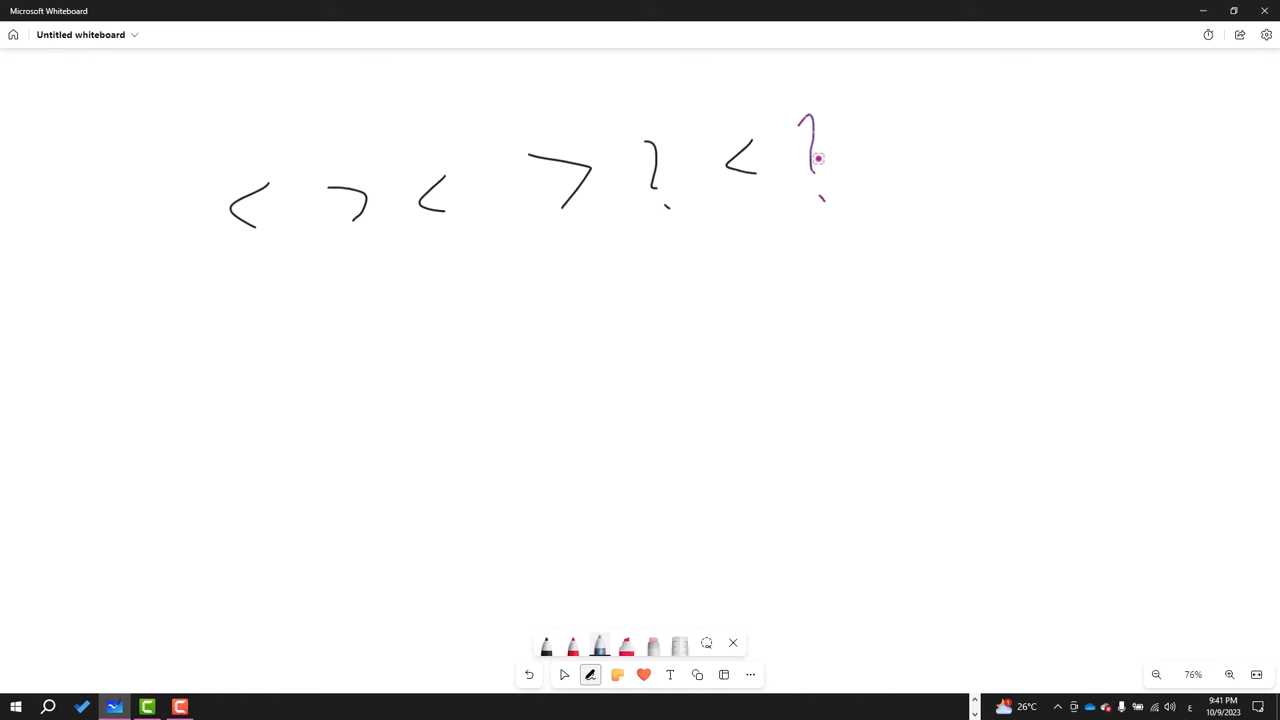 Microsoft Whiteboard
Untitled whiteboard
< > < > ? < ?
76%
26°C
ع
9:41 PM
10/9/2023